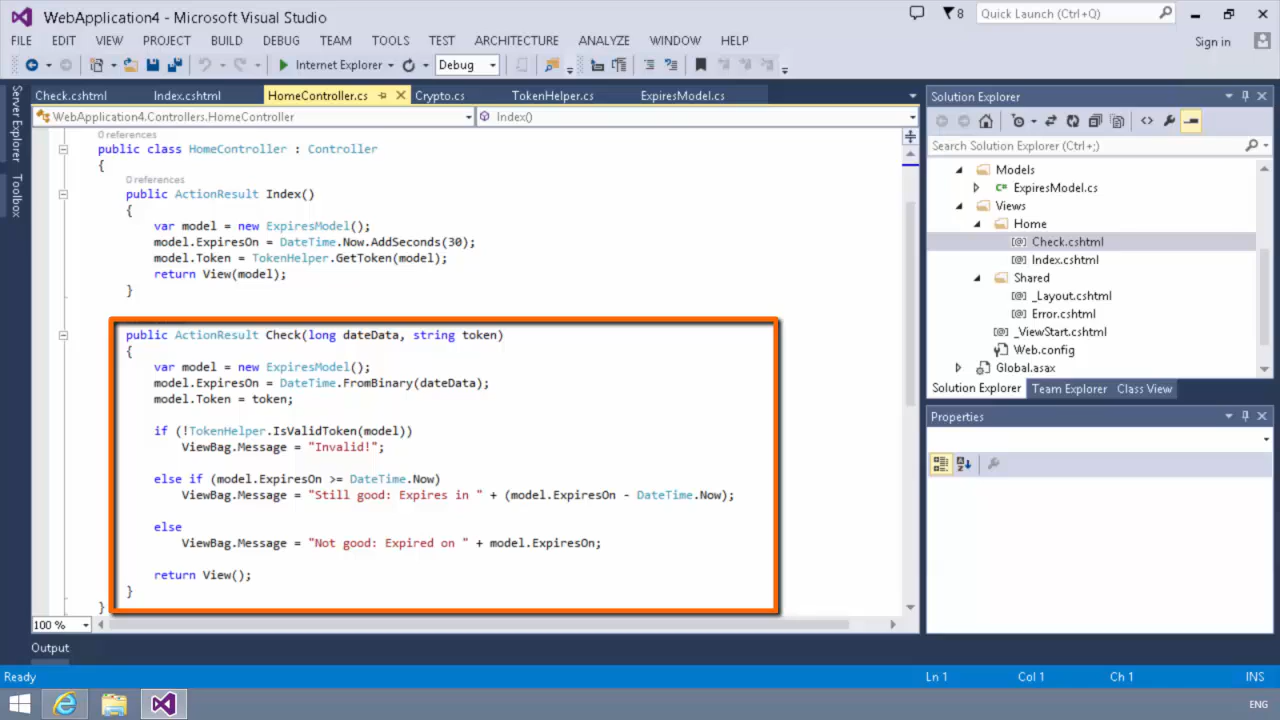 WebApplication4 - Microsoft Visual Studio
8
Quick Launch (Ctrl+Q)
FILE EDIT VIEW PROJECT BUILD DEBUG TEAM TOOLS TEST ARCHITECTURE ANALYZE WINDOW HELP
Sign in
Internet Explorer
Debug
Server Explorer
Toolbox
Check.cshtml Index.cshtml HomeController.cs Crypto.cs TokenHelper.cs ExpiresModel.cs
WebApplication4.Controllers.HomeController
Index()
0 references
public class HomeController : Controller
{
0 references
public ActionResult Index()
{
var model = new ExpiresModel();
model.ExpiresOn = DateTime.Now.AddSeconds(30);
model.Token = TokenHelper.GetToken(model);
return View(model);
}
public ActionResult Check(long dateData, string token)
{
var model = new ExpiresModel();
model.ExpiresOn = DateTime.FromBinary(dateData);
model.Token = token;
if (!TokenHelper.IsValidToken(model))
ViewBag.Message = "Invalid!";
else if (model.ExpiresOn >= DateTime.Now)
ViewBag.Message = "Still good: Expires in " + (model.ExpiresOn - DateTime.Now);
else
ViewBag.Message = "Not good: Expired on " + model.ExpiresOn;
return View();
}
}
100 %
Solution Explorer
Search Solution Explorer (Ctrl+;)
Models
C# ExpiresModel.cs
Views
Home
[@] Check.cshtml
[@] Index.cshtml
Shared
[@] _Layout.cshtml
[@] Error.cshtml
[@] _ViewStart.cshtml
Web.config
Global.asax
Solution Explorer Team Explorer Class View
Properties
Output
Ready
Ln 1 Col 1 Ch 1 INS
ENG